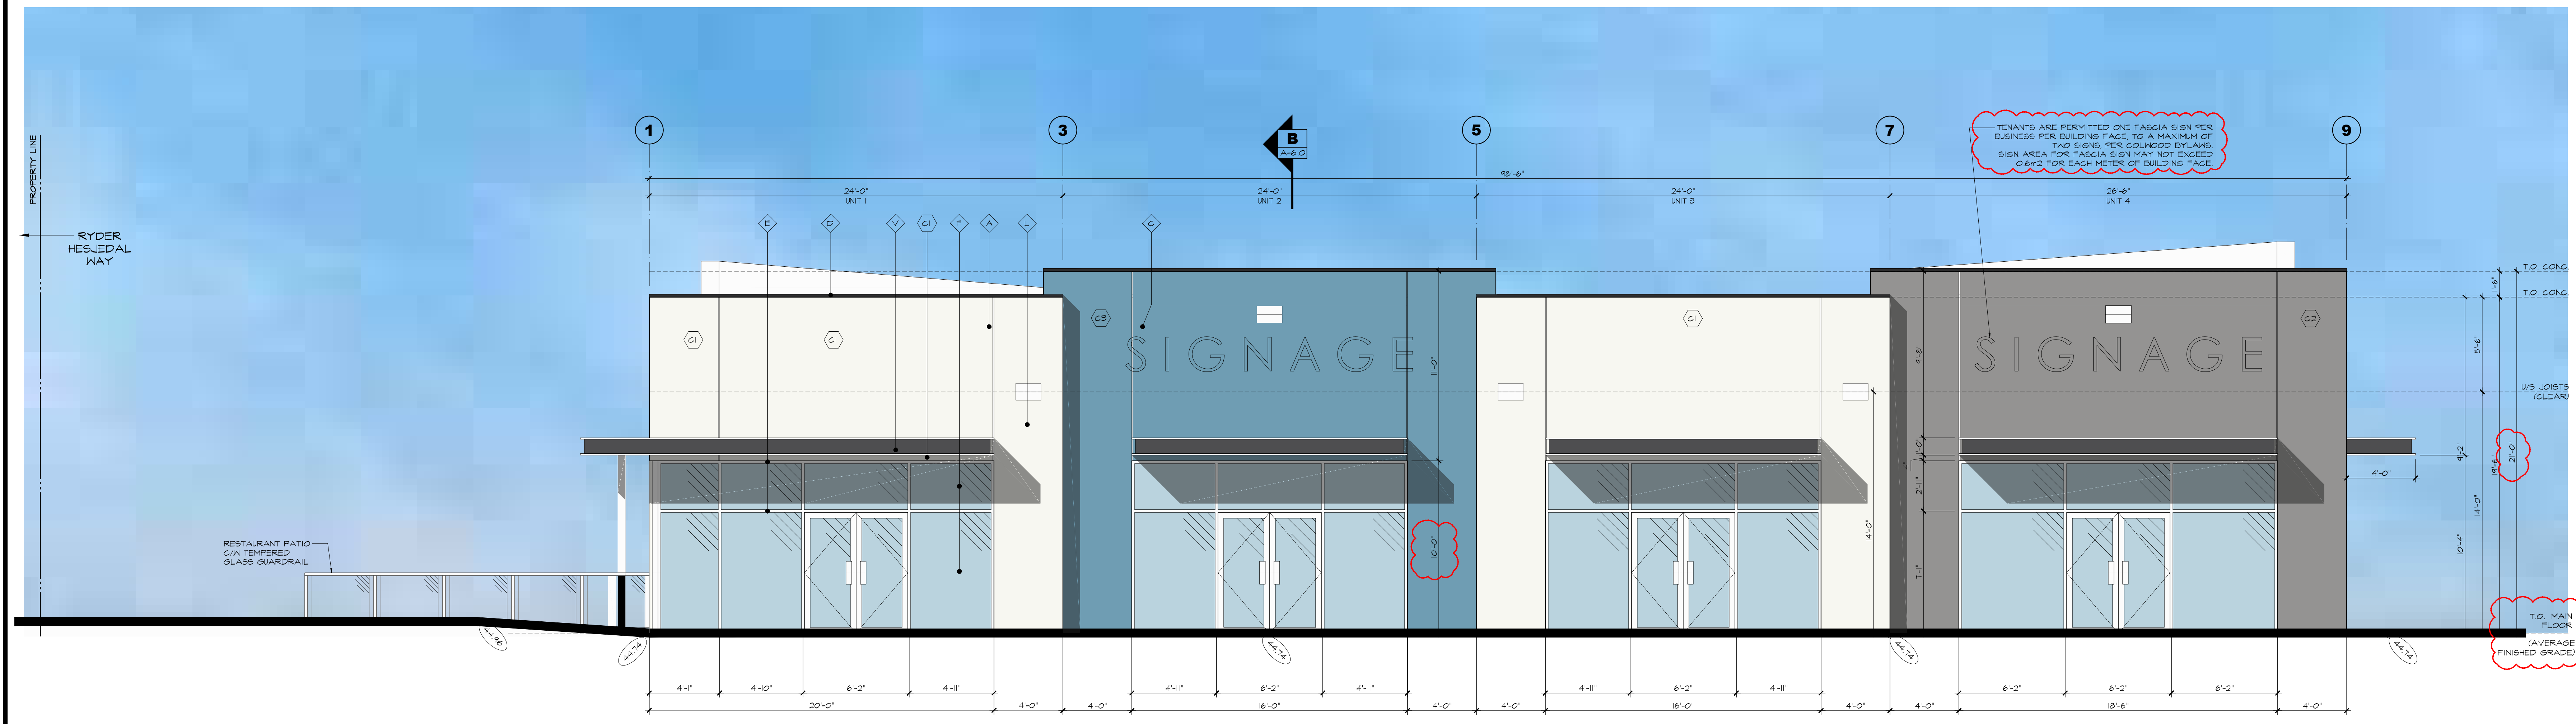 PROPERTY LINE
RYDER
HESJEDAL
WAY
1
3
B
A-6.0
5
7
9
TENANTS ARE PERMITTED ONE FASCIA SIGN PER
BUSINESS PER BUILDING FACE, TO A MAXIMUM OF
TWO SIGNS, PER COLWOOD BYLAWS.
SIGN AREA FOR FASCIA SIGN MAY NOT EXCEED
0.6m2 FOR EACH METER OF BUILDING FACE.
98'-6"
24'-0"
UNIT 1
24'-0"
UNIT 2
24'-0"
UNIT 3
26'-6"
UNIT 4
E
D
V
C1
F
A
L
C
T.O. CONC.
T.O. CONC.
1'-6"
C1
C1
C3
C1
C2
SIGNAGE
SIGNAGE
11'-0"
9'-8"
5'-6"
U/S JOISTS
(CLEAR)
1'-0"
4"
2'-11"
9'-2"
19'-6"
21'-0"
4'-0"
14'-0"
14'-0"
10'-0"
10'-4"
7'-1"
RESTAURANT PATIO
C/W TEMPERED
GLASS GUARDRAIL
T.O. MAIN
FLOOR
(AVERAGE
FINISHED GRADE)
44.96
44.74
44.74
44.74
44.74
4'-1"
4'-10"
6'-2"
4'-11"
4'-11"
6'-2"
4'-11"
4'-11"
6'-2"
4'-11"
6'-2"
6'-2"
6'-2"
20'-0"
4'-0"
4'-0"
16'-0"
4'-0"
4'-0"
16'-0"
4'-0"
4'-0"
18'-6"
4'-0"